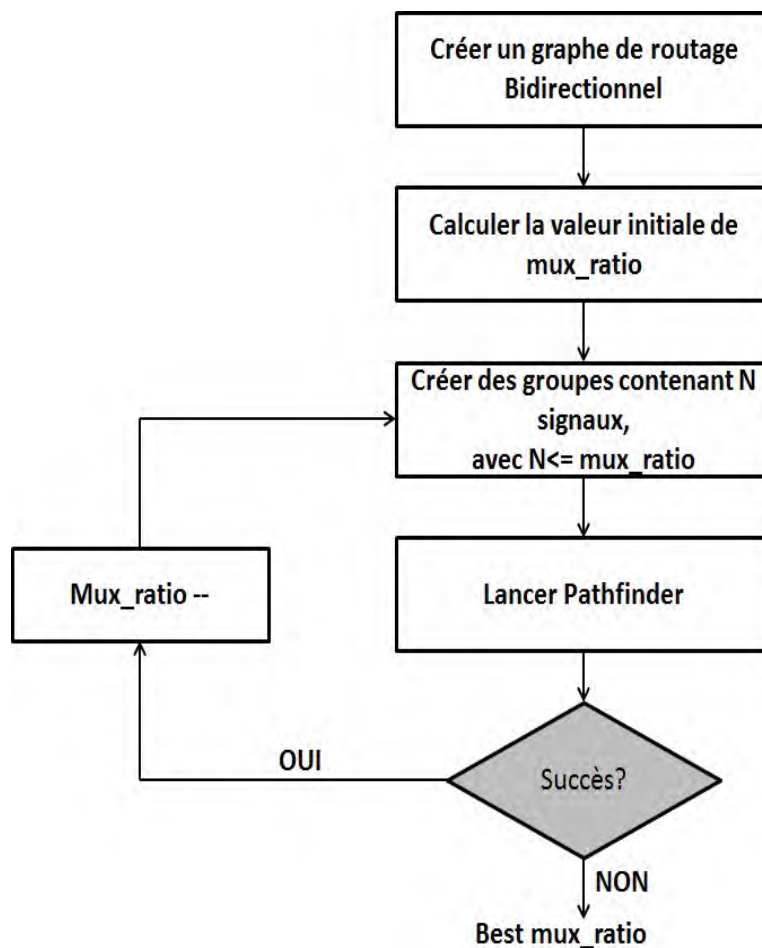 Créer un graphe de routage
Bidirectionnel
Calculer la valeur initiale de
mux_ratio
Créer des groupes contenant N
signaux,
avec N<= mux_ratio
Mux_ratio --
Lancer Pathfinder
OUI
Succès?
NON
Best mux_ratio